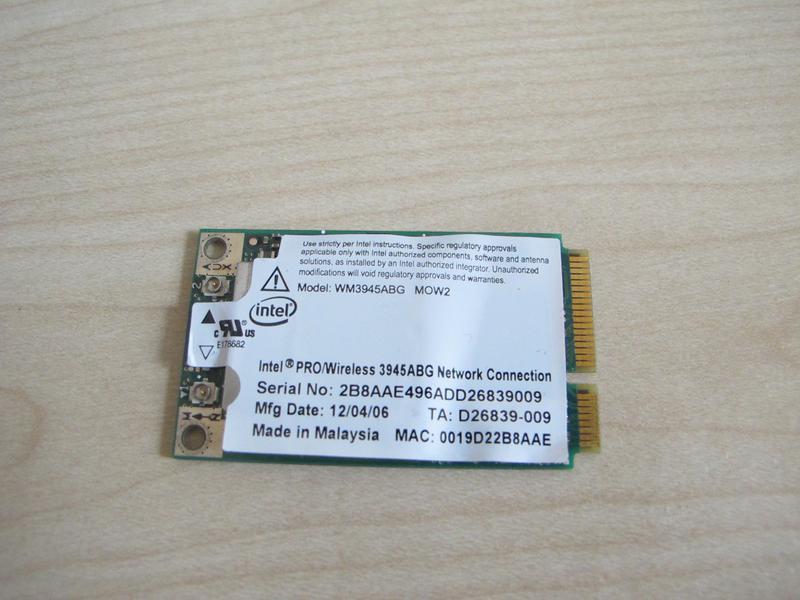 Use strictly per Intel instructions. Specific regulatory approvals
applicable only with Intel authorized components, software and antenna
solutions, as installed by an Intel authorized integrator. Unauthorized
modifications will void regulatory approvals and warranties.
Model: WM3945ABG MOW2
intel®
2
c RU® US
E178682
Intel® PRO/Wireless 3945ABG Network Connection
Serial No: 2B8AAE496ADD26839009
Mfg Date: 12/04/06 TA: D26839-009
Made in Malaysia MAC: 0019D22B8AAE